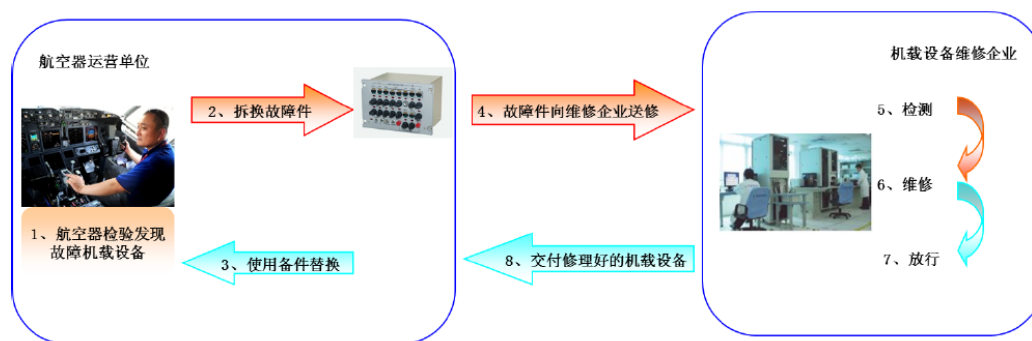 航空器运营单位
机载设备维修企业
2、拆换故障件
4、故障件向维修企业送修
5、检测
6、维修
1、航空器检验发现
故障机载设备
3、使用备件替换
8、交付修理好的机载设备
7、放行